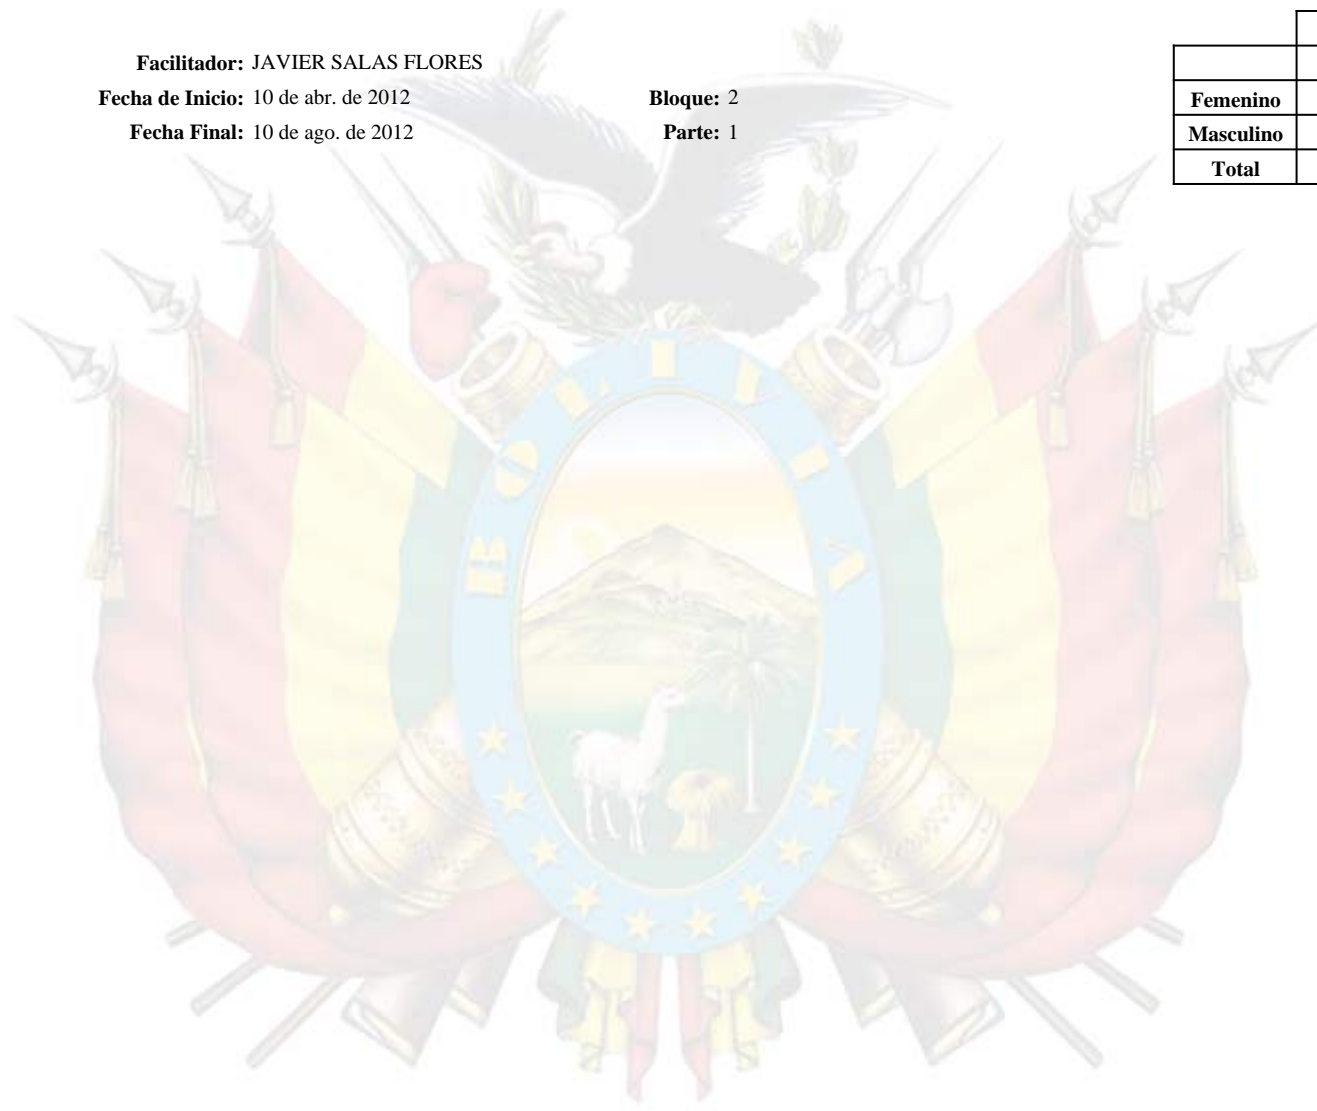 Facilitador: JAVIER SALAS FLORES
Fecha de Inicio: 10 de abr. de 2012 Bloque: 2
Fecha Final: 10 de ago. de 2012 Parte: 1
Femenino
Masculino
Total
BOLIVIA